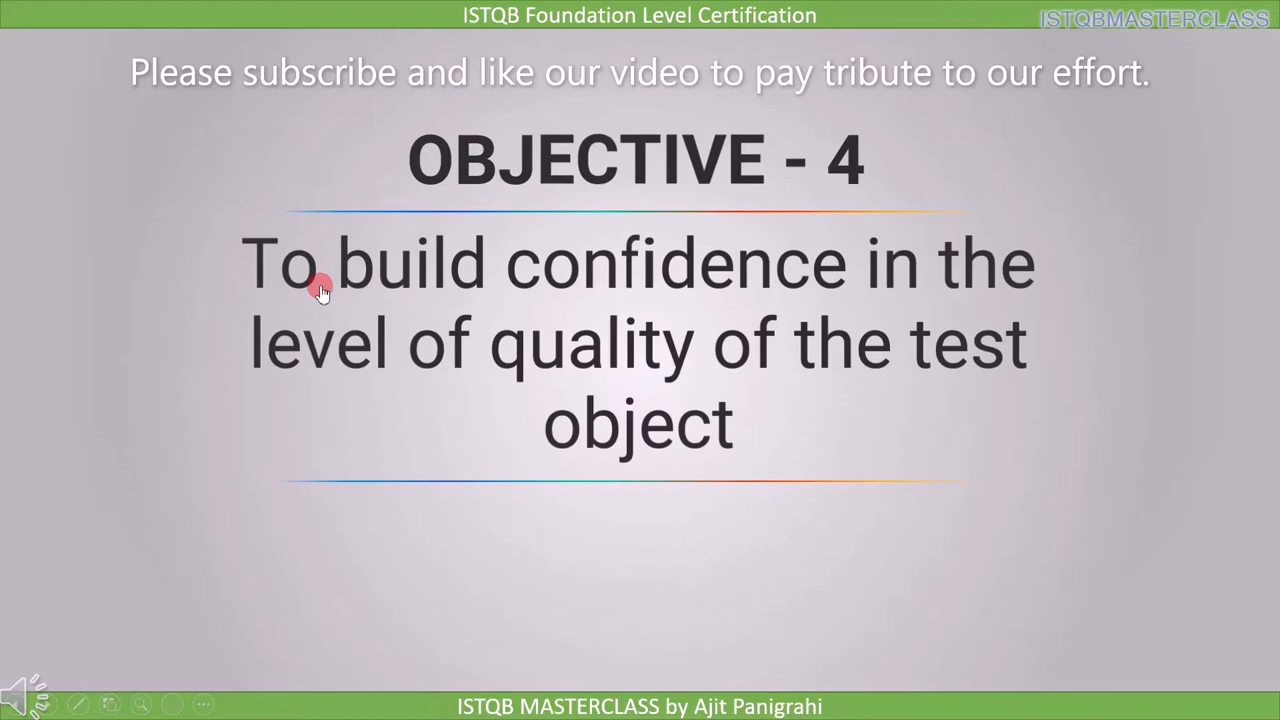 ISTQB Foundation Level Certification
ISTQBMASTERCLASS
Please subscribe and like our video to pay tribute to our effort.
OBJECTIVE - 4
To build confidence in the
level of quality of the test
object
ISTQB MASTERCLASS by Ajit Panigrahi